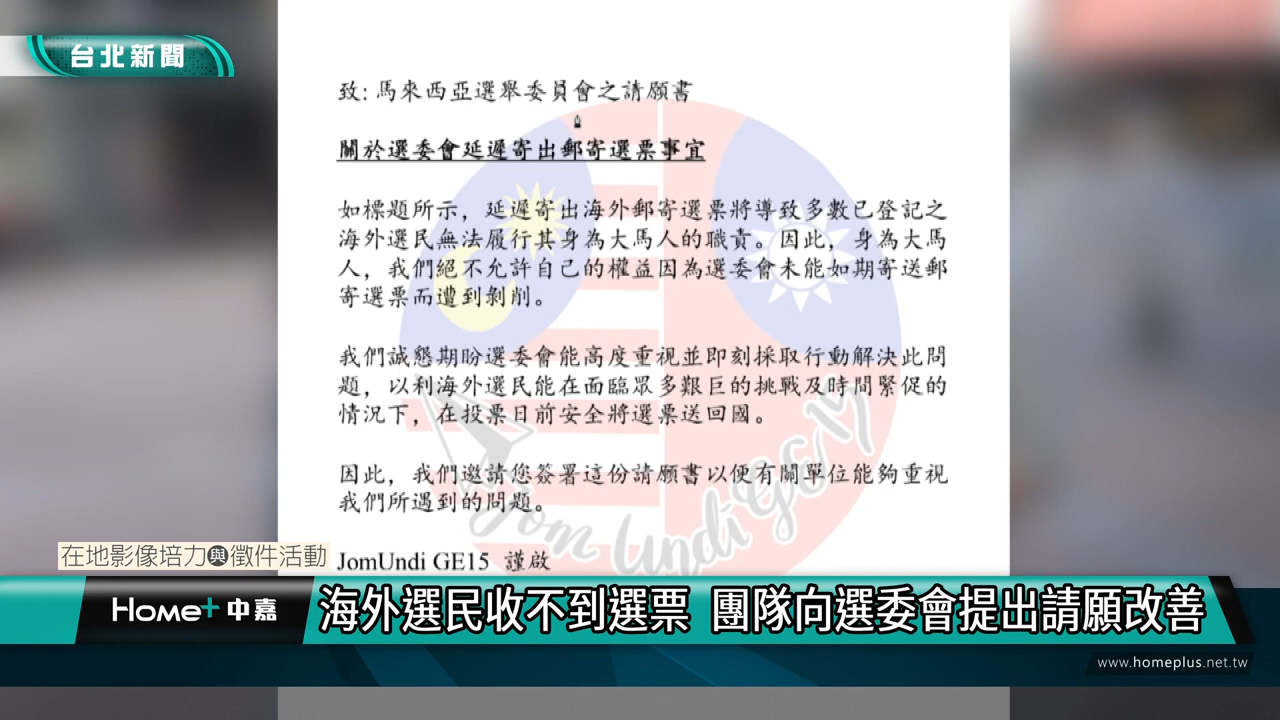 台北新聞
致: 馬來西亞選舉委員會之請願書
關於選委會延遲寄出郵寄選票事宜
如標題所示，延遲寄出海外郵寄選票將導致多數已登記之
海外選民無法履行其身為大馬人的職責。因此，身為大馬
人，我們絕不允許自己的權益因為選委會未能如期寄送郵
寄選票而遭到剝削。
我們誠懇期盼選委會能高度重視並即刻採取行動解決此問
題，以利海外選民能在面臨眾多艱巨的挑戰及時間緊促的
情況下，在投票日前安全將選票送回國。
因此，我們邀請您簽署這份請願書以便有關單位能夠重視
我們所遇到的問題。
Jom Undi GE15
JomUndi GE15 謹啟
在地影像培力與徵件活動
Home+中嘉
海外選民收不到選票 團隊向選委會提出請願改善
www.homeplus.net.tw